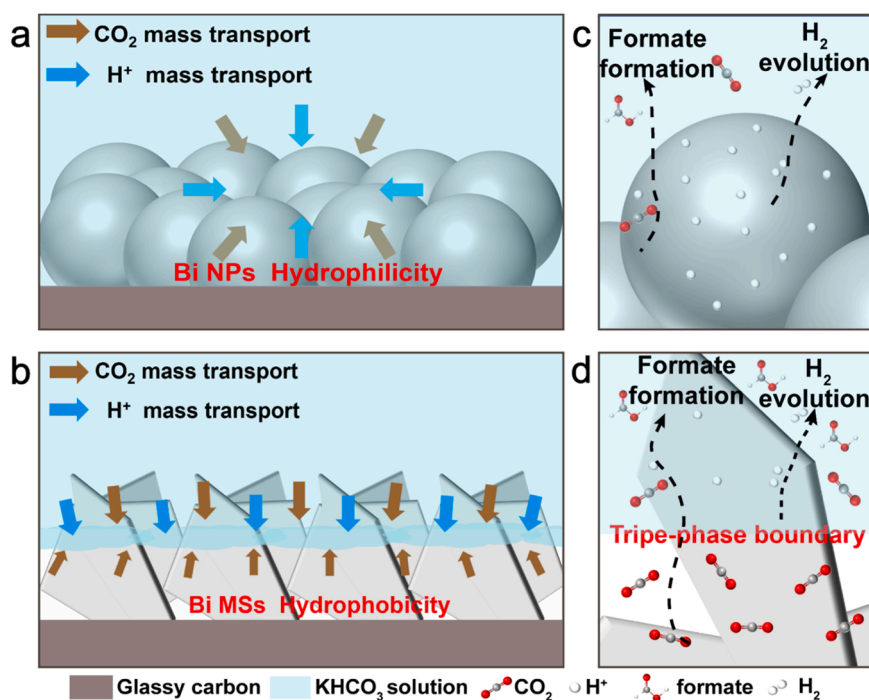 a
CO2 mass transport
H+ mass transport
Bi NPs Hydrophilicity
c
Formate
formation
H2
evolution
b
CO2 mass transport
H+ mass transport
Bi MSs Hydrophobicity
d
Formate
formation
H2
evolution
Tripe-phase boundary
Glassy carbon KHCO3 solution CO2 H+ formate H2